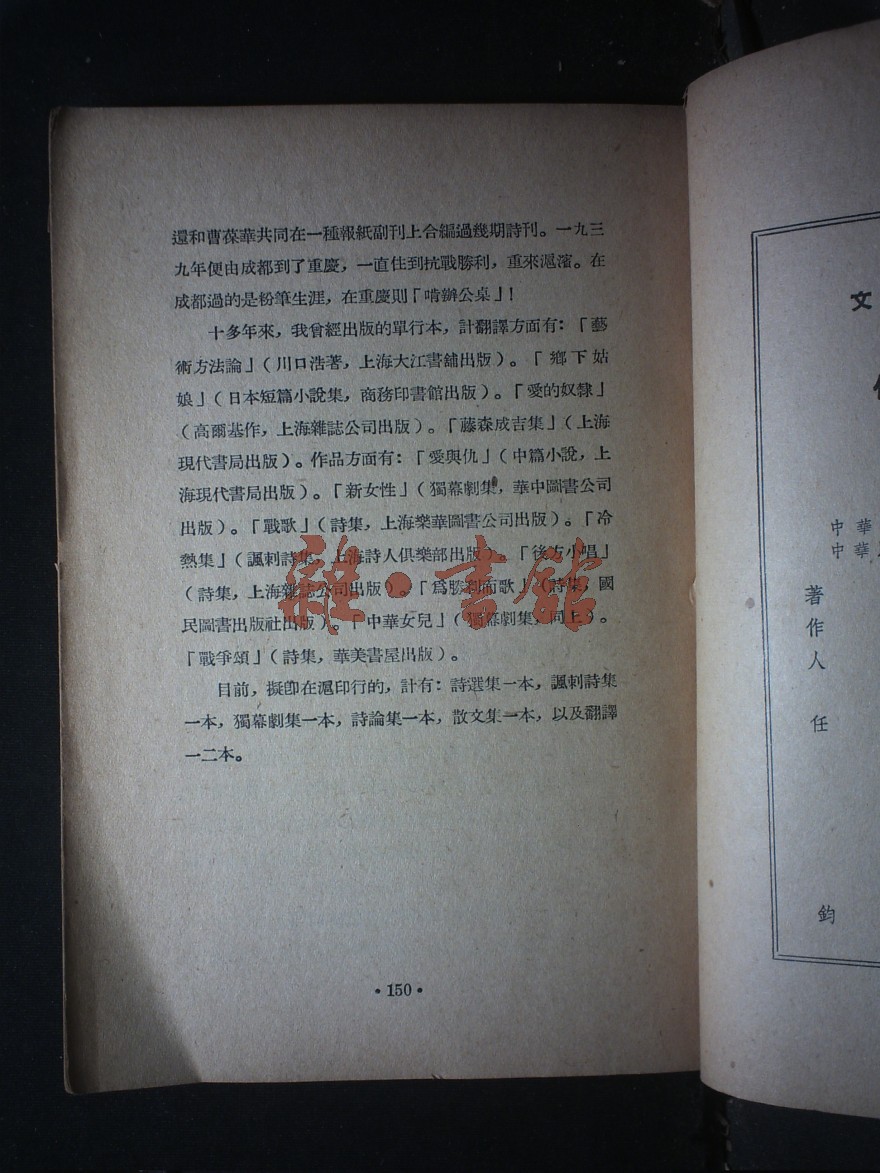 還和曹葆華共同在一種報紙副刊上合編過幾期詩刊。一九三
九年便由成都到了重慶，一直住到抗戰勝利，重來滬濱。在
成都過的是粉筆生涯，在重慶則「啃辦公桌」！
十多年來，我曾經出版的單行本，計翻譯方面有：「藝
術方法論」（川口浩著，上海大江書舖出版）。「鄉下姑
娘」（日本短篇小說集，商務印書館出版）。「愛的奴隸」
（高爾基作，上海雜誌公司出版）。「藤森成吉集」（上海
現代書局出版）。作品方面有：「愛與仇」（中篇小說，上
海現代書局出版）。「新女性」（獨幕劇集，華中圖書公司
出版）。「戰歌」（詩集，上海樂華圖書公司出版）。「冷
熱集」（諷刺詩集，上海詩人俱樂部出版）。「後方小唱」
（詩集，上海雜誌公司出版）。「爲勝利而歌」（詩集，國
民圖書出版社出版）。「中華女兒」（獨幕劇集，同上）。
「戰爭頌」（詩集，華美書屋出版）。
目前，擬卽在滬印行的，計有：詩選集一本，諷刺詩集
一本，獨幕劇集一本，詩論集一本，散文集一本，以及翻譯
一二本。
•150•
雜·書館
文
中華
中華
著作人 任 鈞